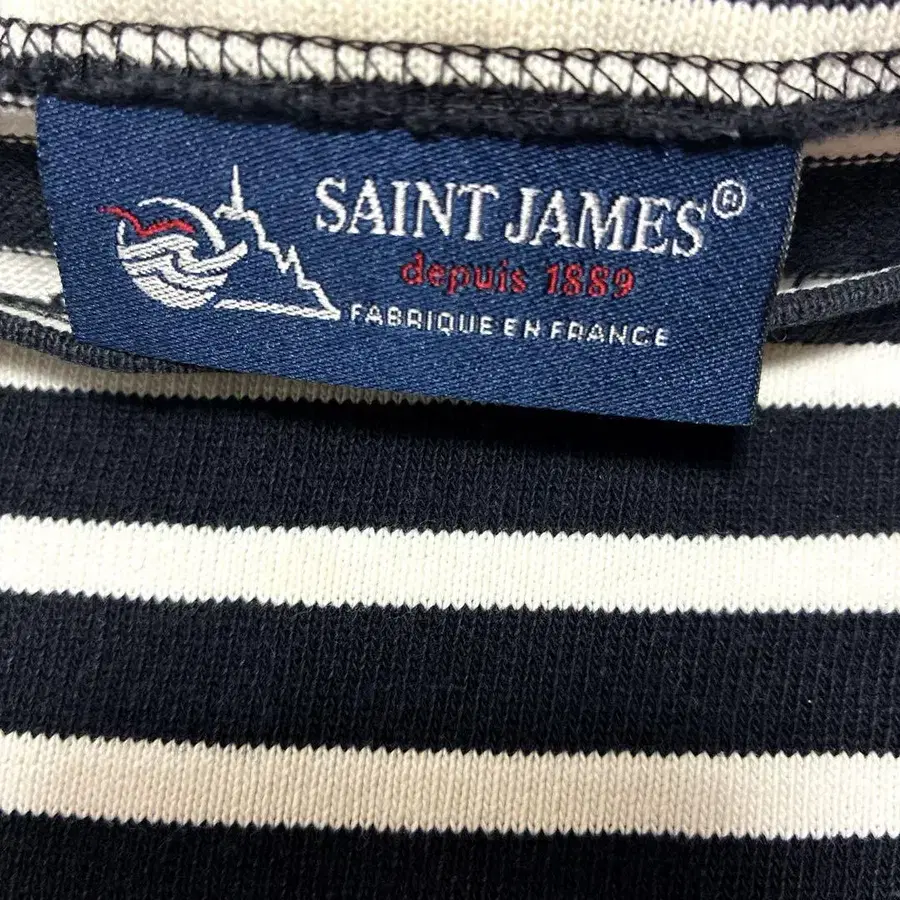 SAINT JAMES®
depuis 1889
FABRIQUE EN FRANCE